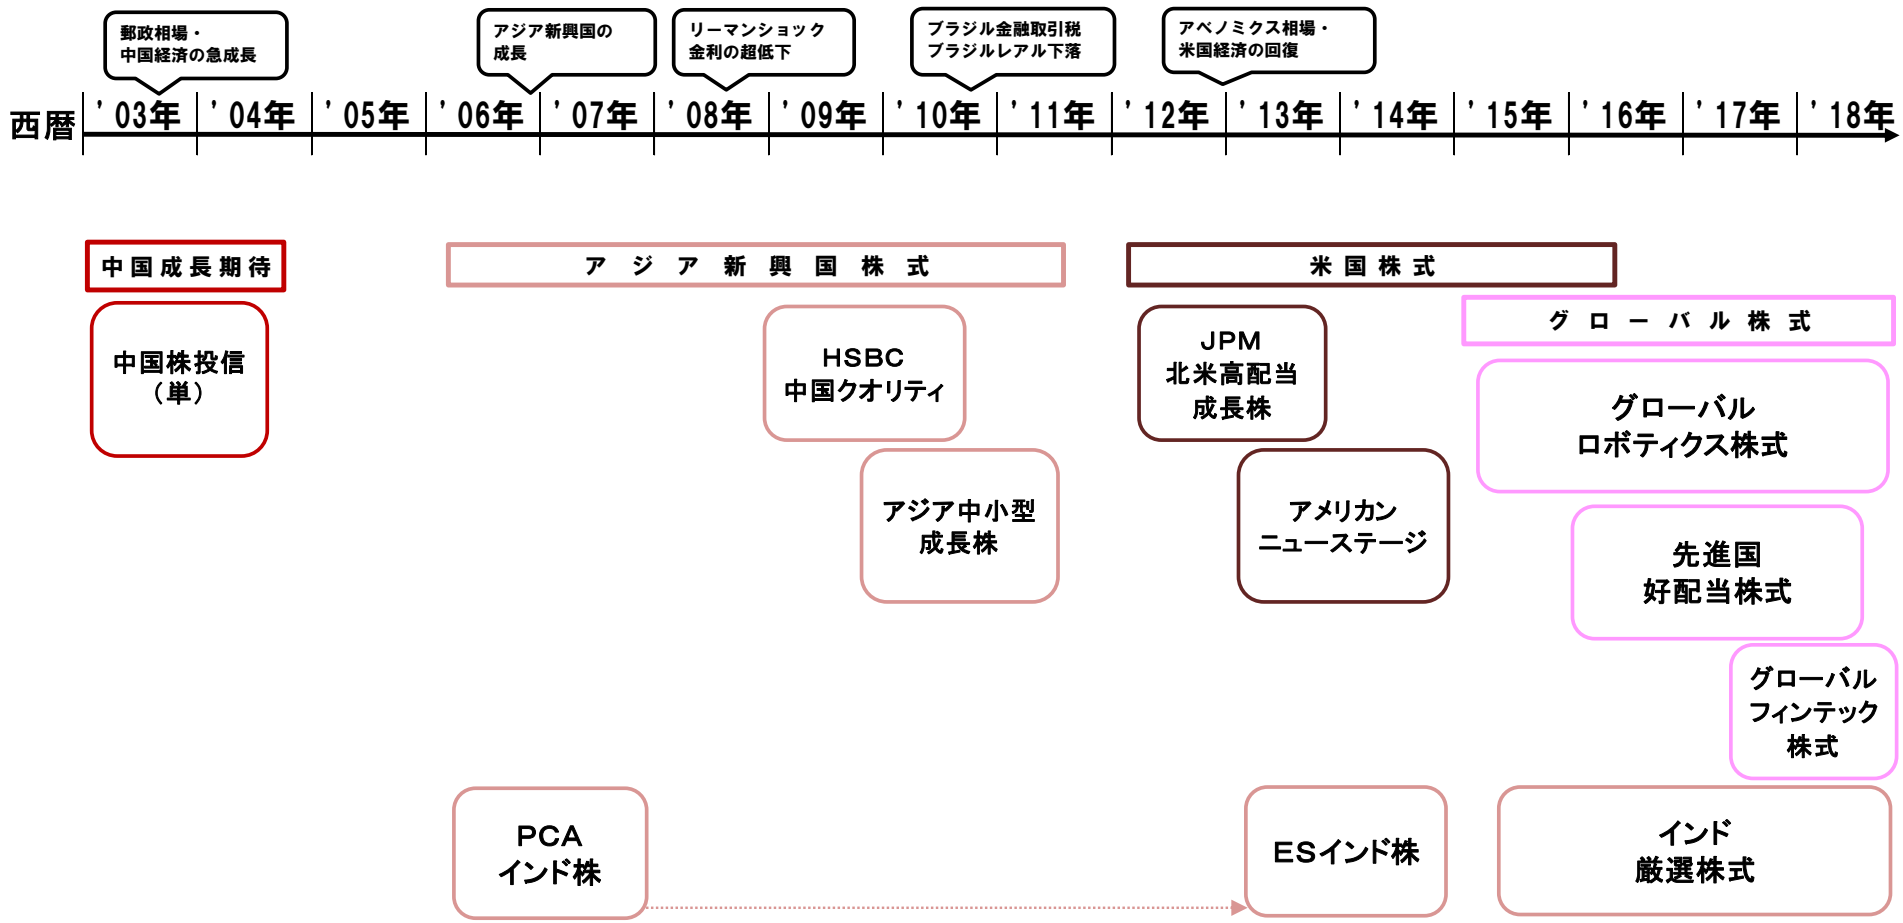 郵政相場・
中国経済の急成長
アジア新興国の
成長
リーマンショック
金利の超低下
ブラジル金融取引税
ブラジルレアル下落
アベノミクス相場・
米国経済の回復
西暦 '03年 '04年 '05年 '06年 '07年 '08年 '09年 '10年 '11年 '12年 '13年 '14年 '15年 '16年 '17年 '18年
中国成長期待
アジア新興国株式
米国株式
グローバル株式
中国株投信
(単)
HSBC
中国クオリティ
JPM
北米高配当
成長株
グローバル
ロボティクス株式
アジア中小型
成長株
アメリカン
ニューステージ
先進国
好配当株式
グローバル
フィンテック
株式
PCA
インド株
ESインド株
インド
厳選株式